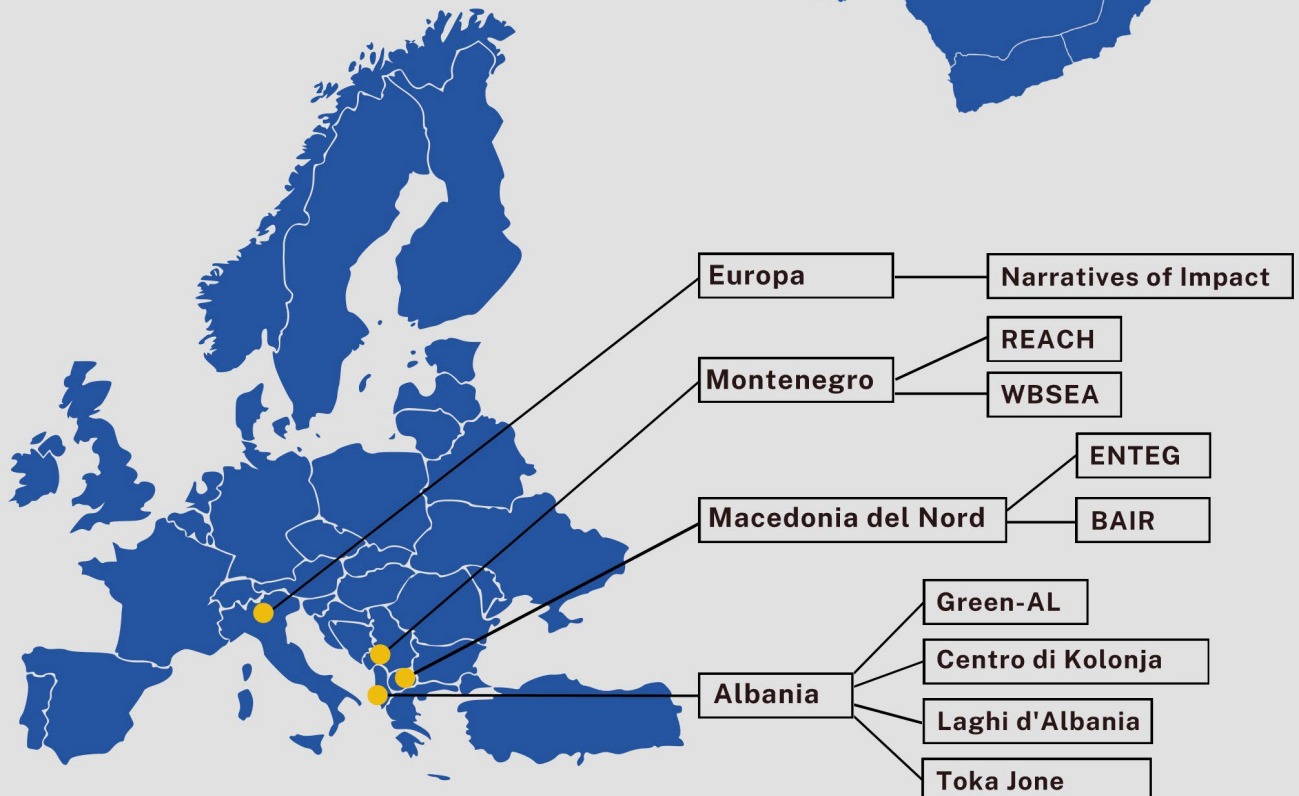 Europa
Narratives of Impact
Montenegro
REACH
WBSEA
Macedonia del Nord
ENTEG
BAIR
Albania
Green-AL
Centro di Kolonja
Laghi d'Albania
Toka Jone